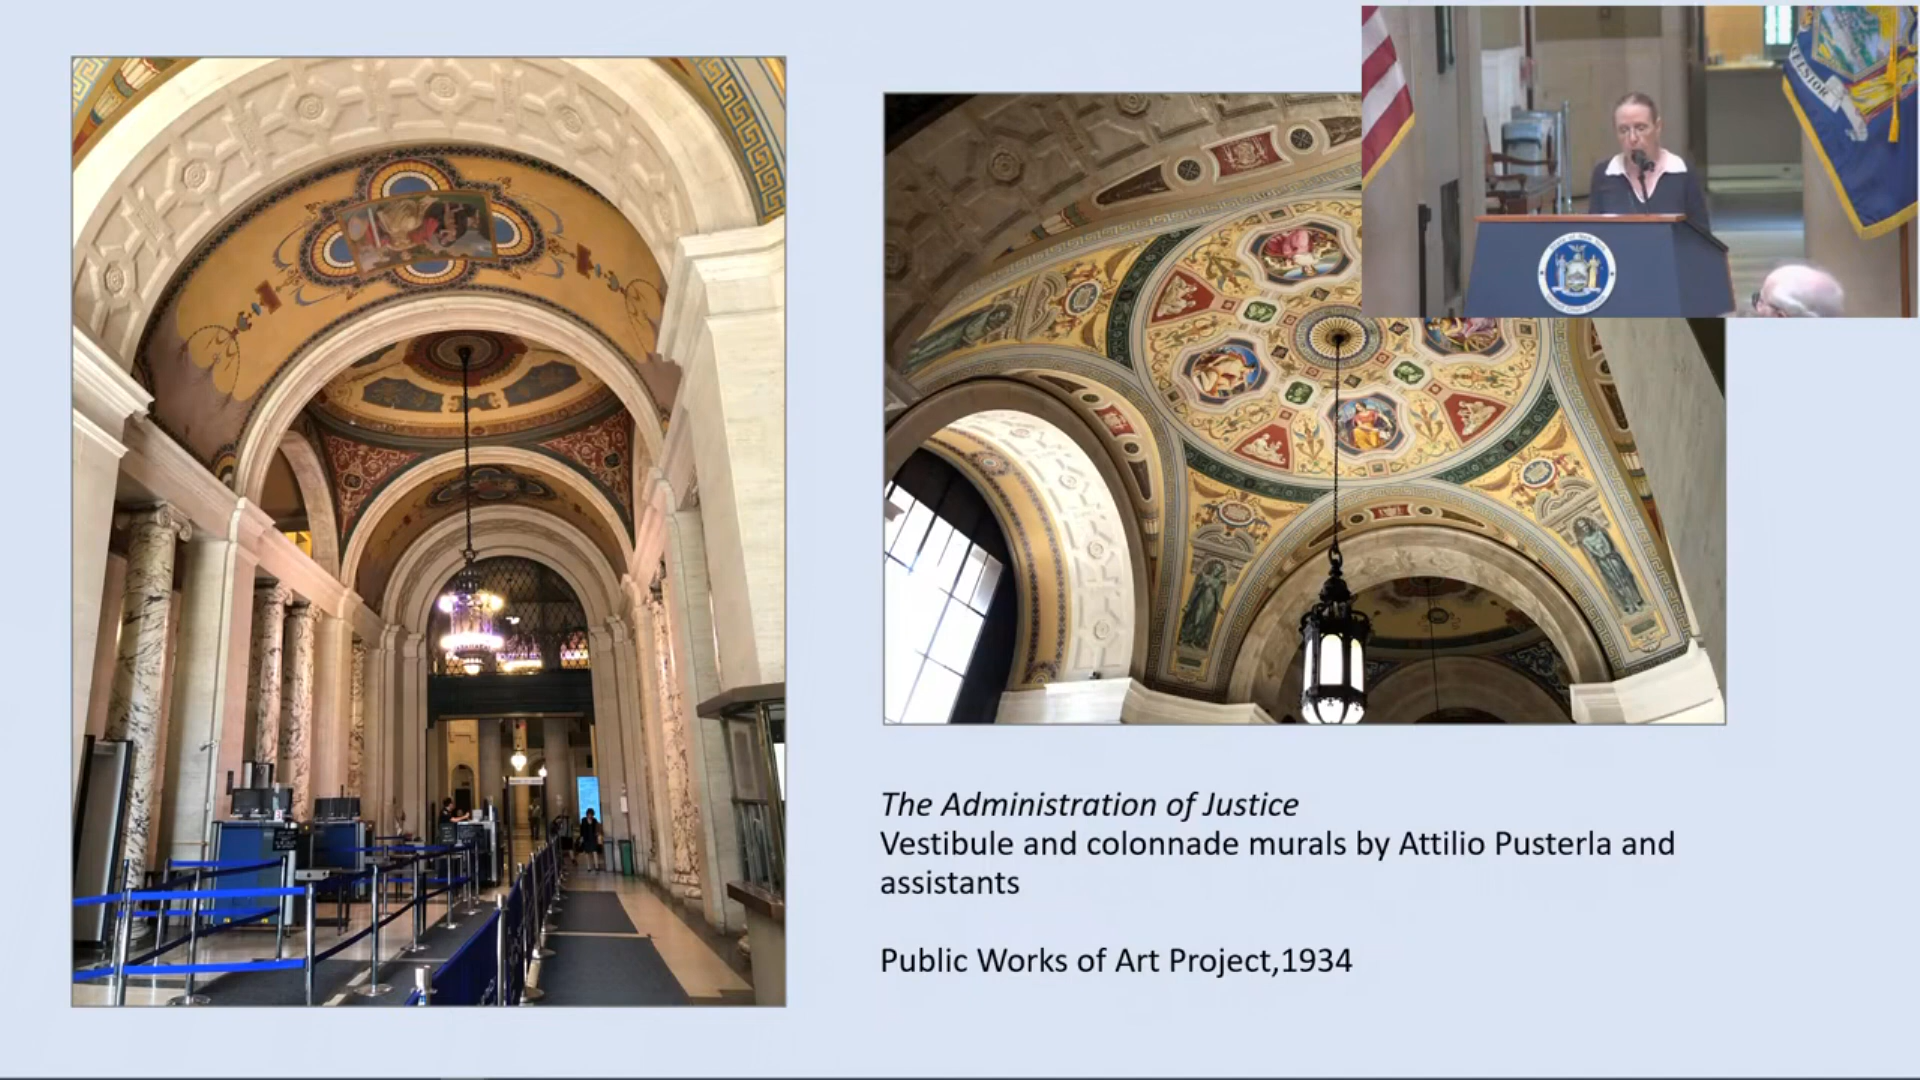 ELSIOR
The Administration of Justice
Vestibule and colonnade murals by Attilio Pusterla and
assistants
Public Works of Art Project,1934